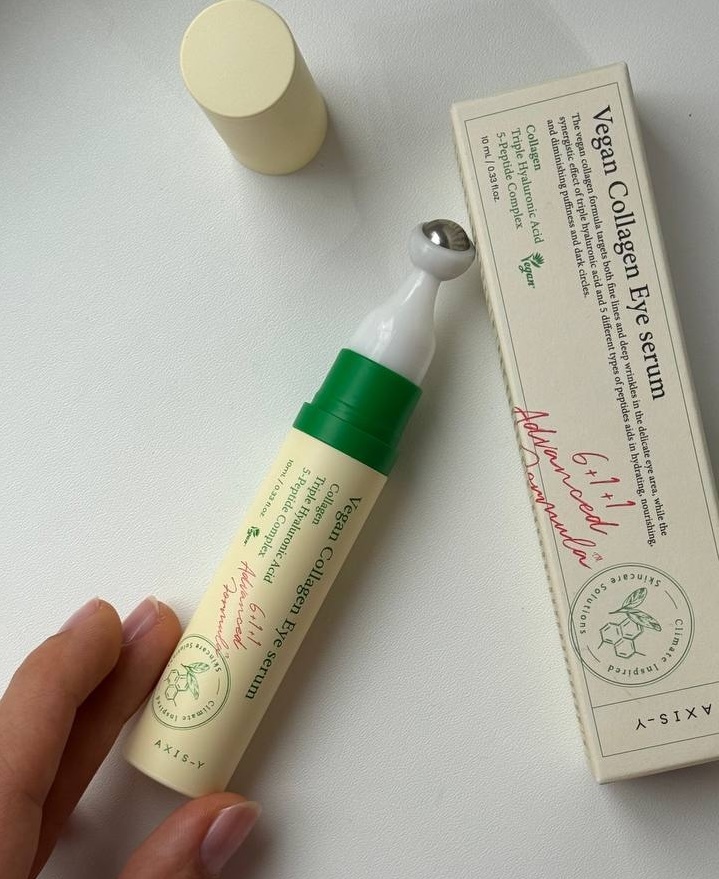 Vegan Collagen Eye serum
The vegan collagen formula targets both fine lines and deep wrinkles in the delicate eye area, while the
synergistic effect of triple hyaluronic acid and 5 different types of peptides aids in hydrating, nourishing,
and diminishing puffiness and dark circles.
Collagen
Triple Hyaluronic Acid
5-Peptide Complex
Vegan
10 mL / 0.33 fl.oz.
6+1+1
Advanced
Formula™
Climate Inspired
Skincare Solutions
AXIS-Y
Vegan Collagen Eye serum
Collagen
Triple Hyaluronic Acid
5-Peptide Complex
Vegan
10mL / 0.33 fl.oz
6+1+1
Advanced
Formula™
Climate Inspired
Skincare Solutions
AXIS-Y